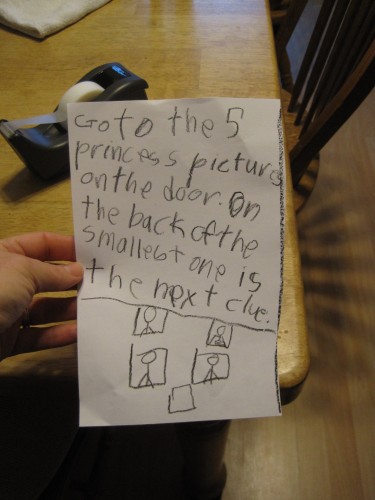 Go to the 5
princess picturs
on the door. On
the back of the
smallest one is
the next clue.